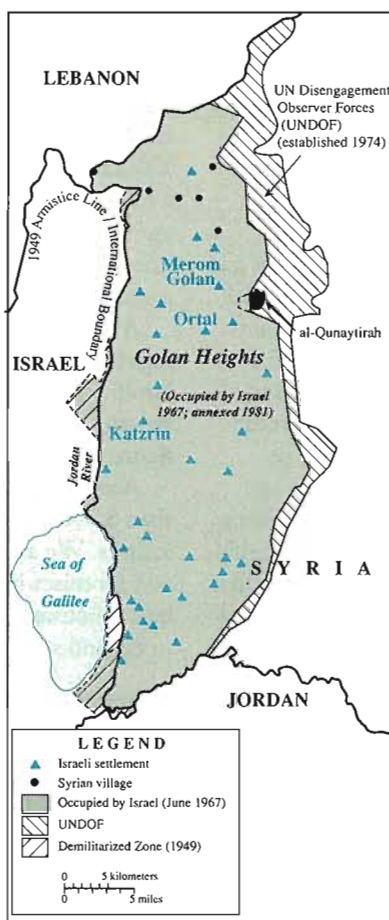 LEBANON
UN Disengagement
Observer Forces
(UNDOF)
(established 1974)
1949 Armistice Line / International Boundary
Merom
Golan
Ortal
al-Qunaytirah
ISRAEL
Golan Heights
(Occupied by Israel
1967; annexed 1981)
Katzrin
Jordan
River
Sea of
Galilee
SYRIA
JORDAN
LEGEND
Israeli settlement
Syrian village
Occupied by Israel (June 1967)
UNDOF
Demilitarized Zone (1949)
0 5 kilometers
0 5 miles